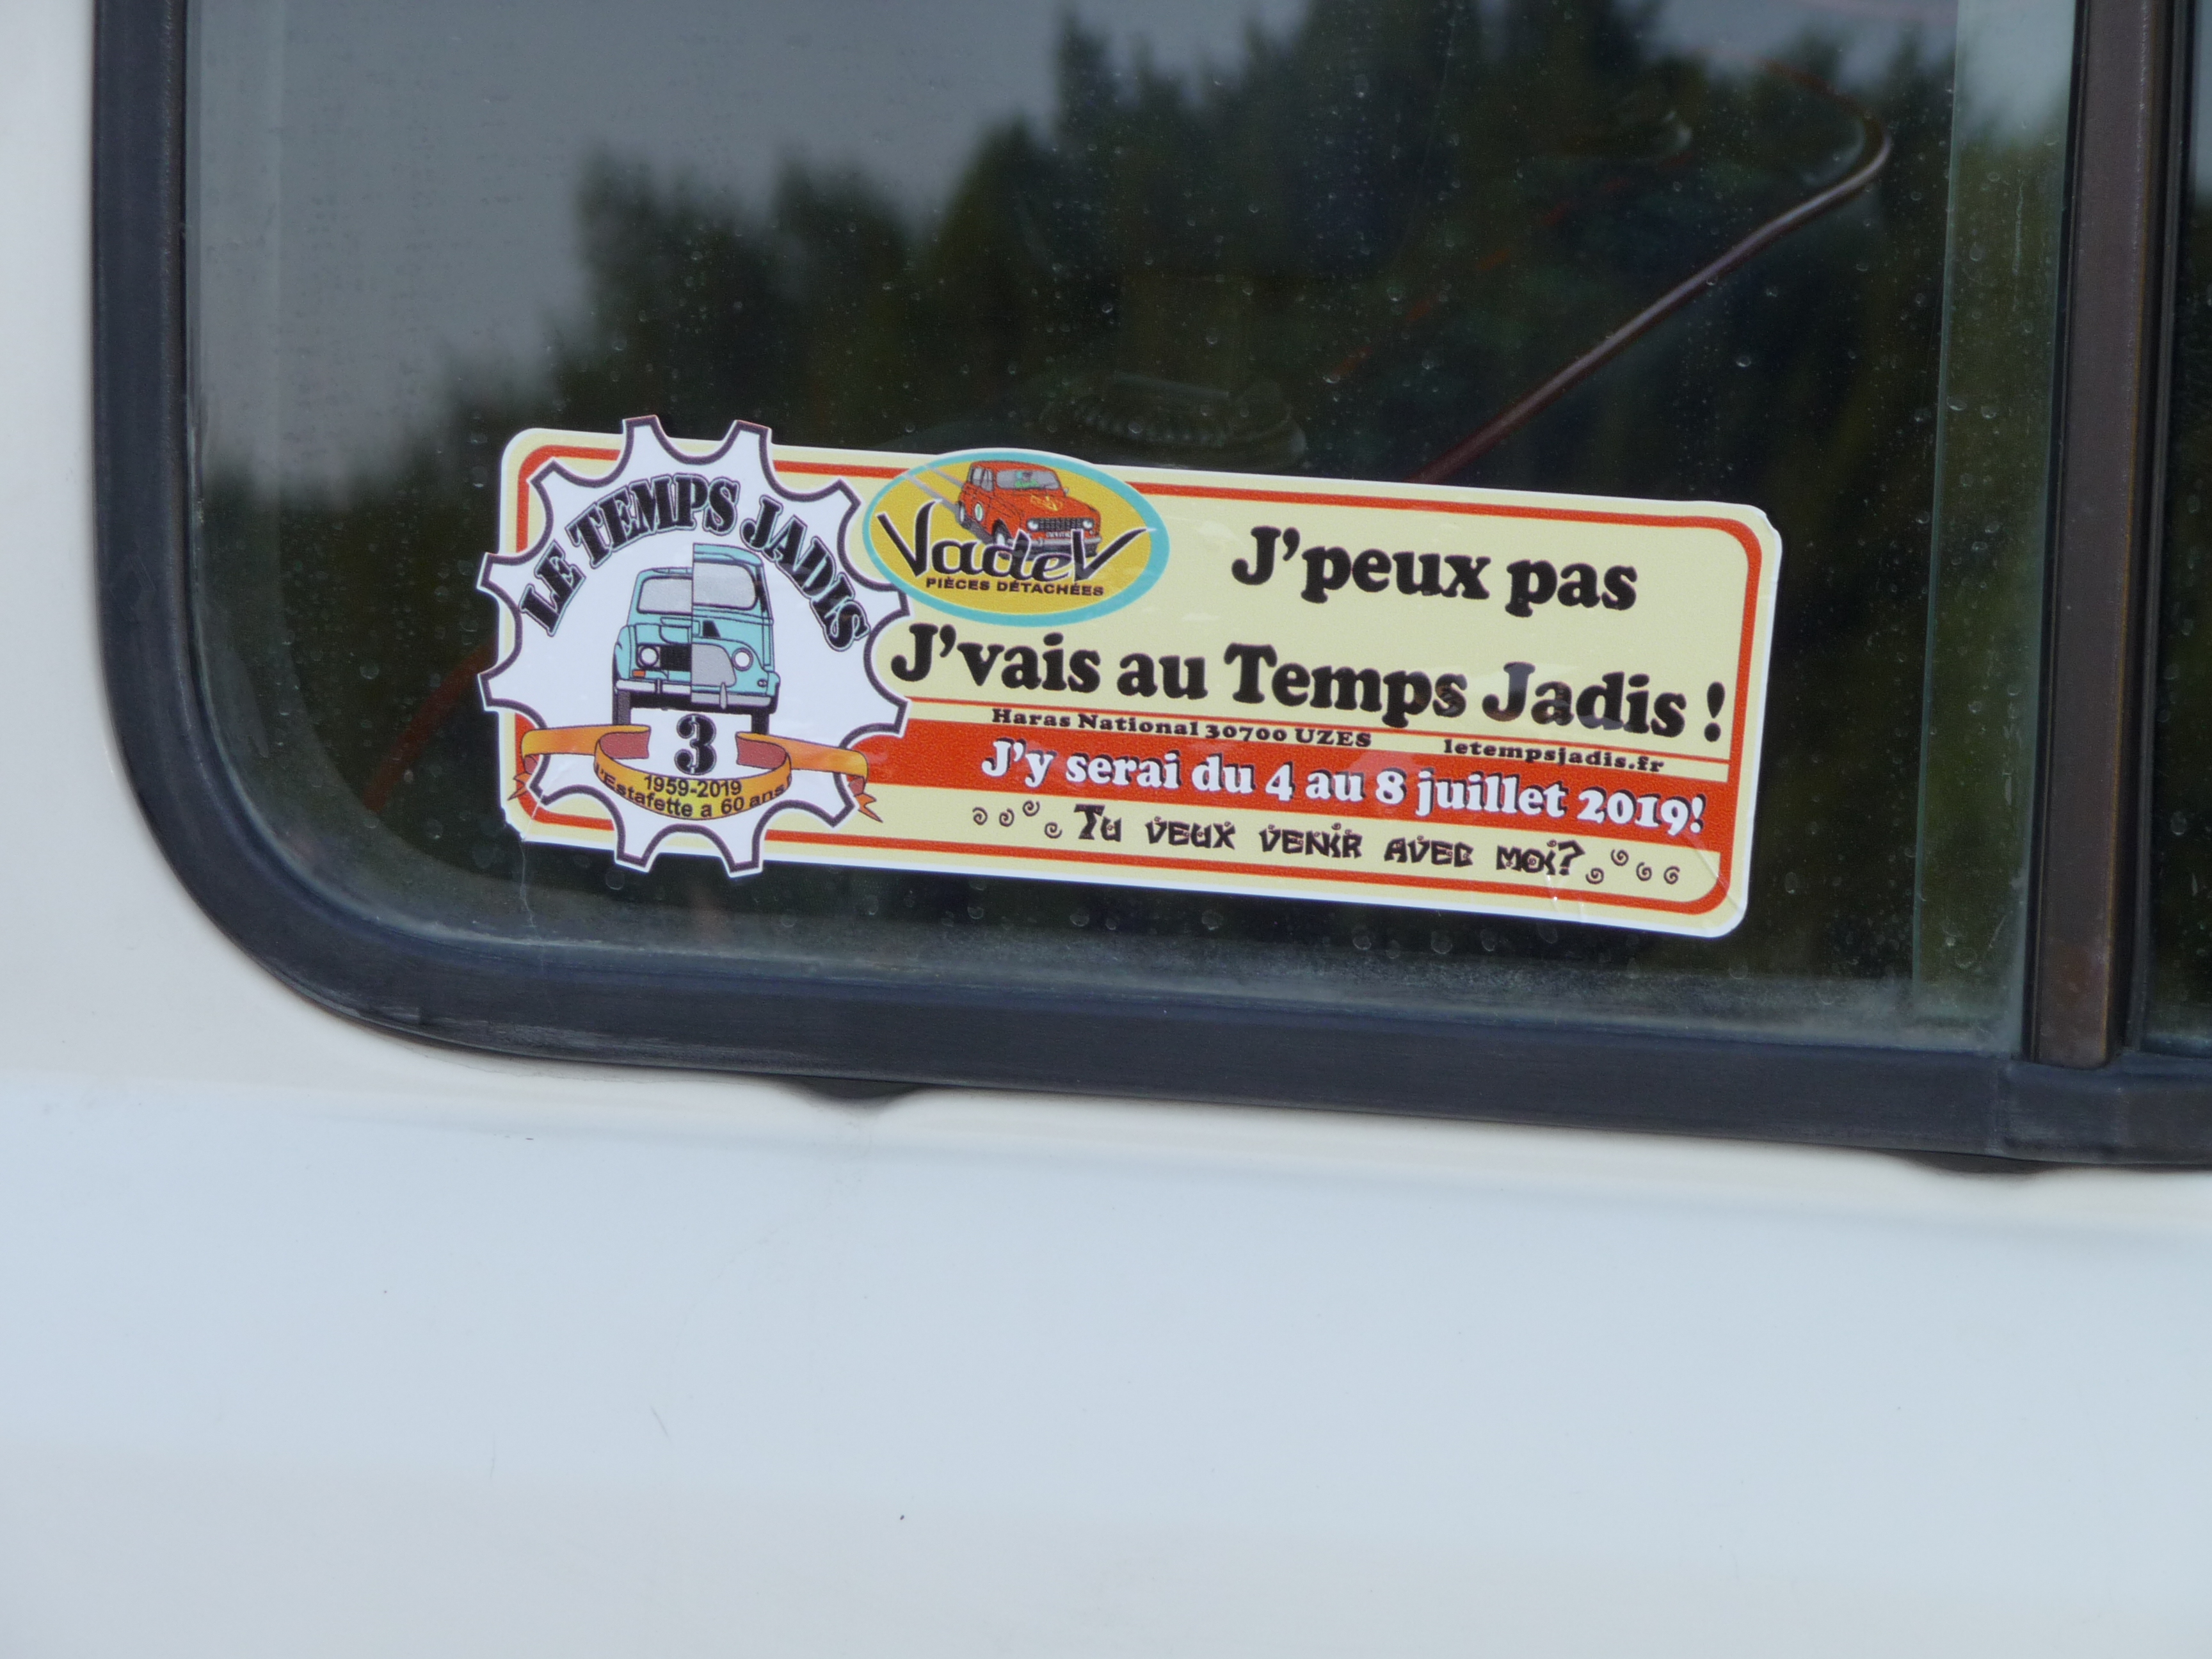 LE TEMPS JADIS
3
1959-2019
l'Estafette a 60 ans!
VadeV
PIÈCES DÉTACHÉES
J'peux pas
J'vais au Temps Jadis !
Haras National 30700 UZES letempsjadis.fr
J'y serai du 4 au 8 juillet 2019!
Tu veux venir avec moi?